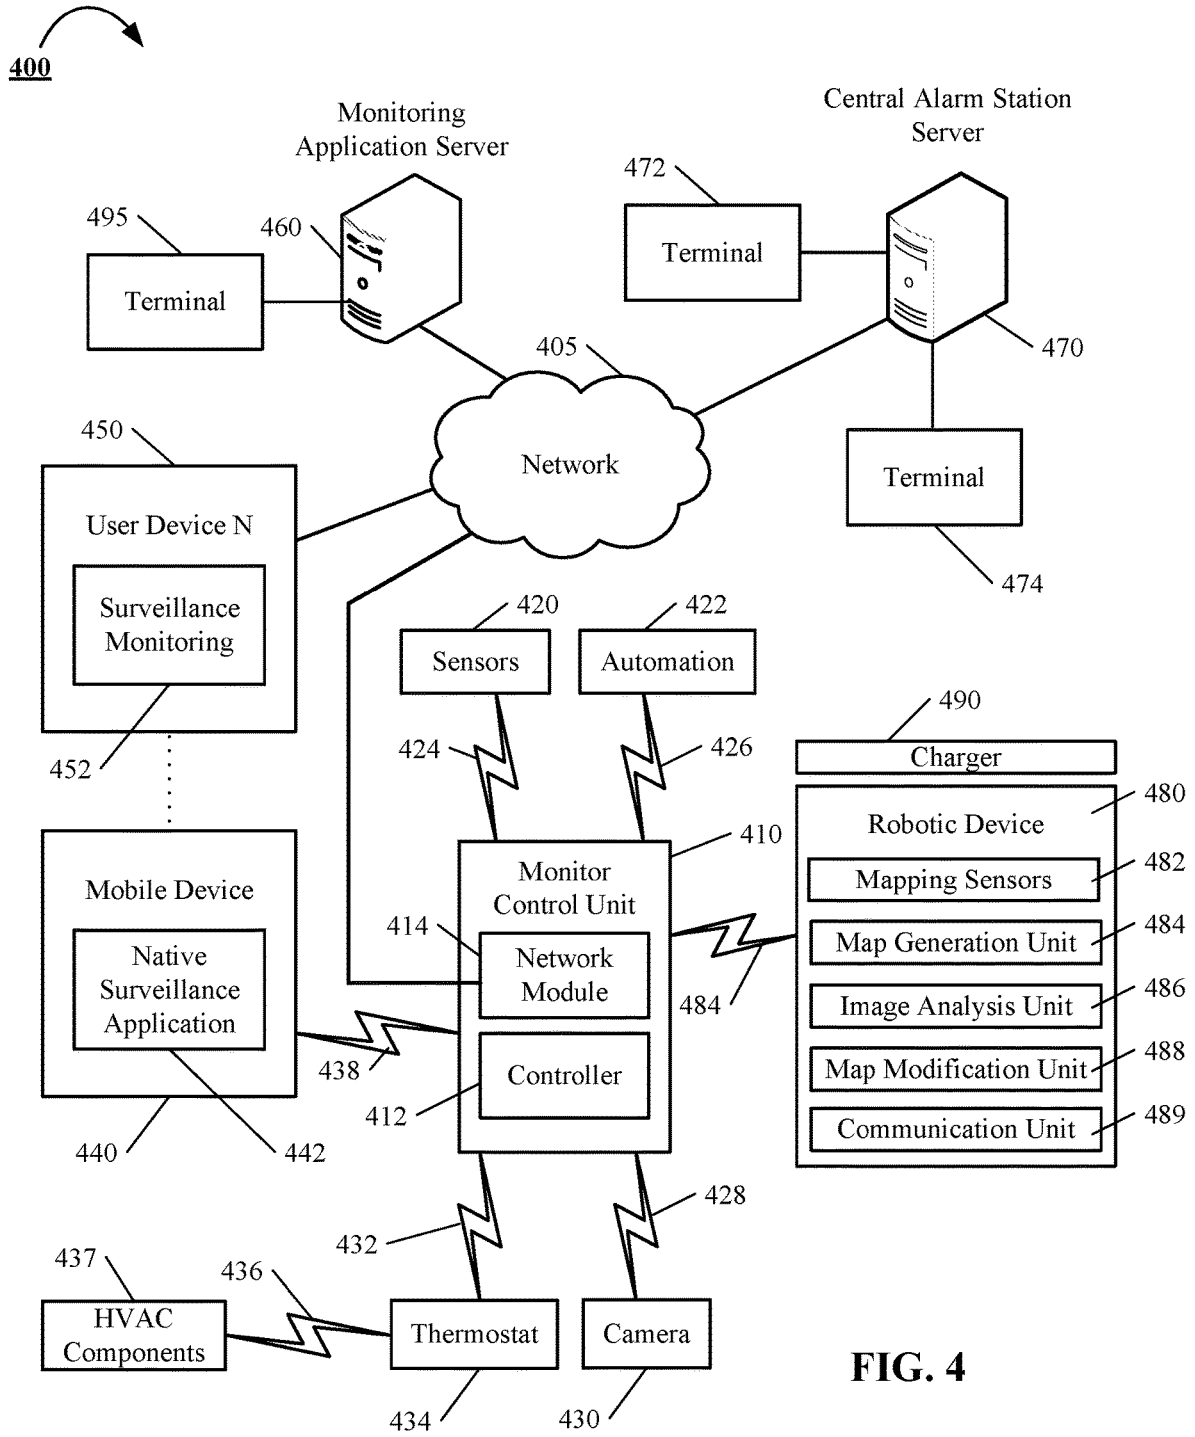 400
Monitoring
Application Server
Central Alarm Station
Server
472
495
460
Terminal
Terminal
405
470
450
Network
Terminal
User Device N
474
Surveillance
Monitoring
420
422
Sensors
Automation
490
424
426
452
Charger
480
410
Robotic Device
Monitor
Control Unit
482
Mapping Sensors
Mobile Device
414
484
Map Generation Unit
Native
Surveillance
Application
Network
Module
484
486
Image Analysis Unit
438
488
Map Modification Unit
Controller
412
489
Communication Unit
440
442
428
432
437
436
HVAC
Components
Thermostat
Camera
434
430
FIG. 4